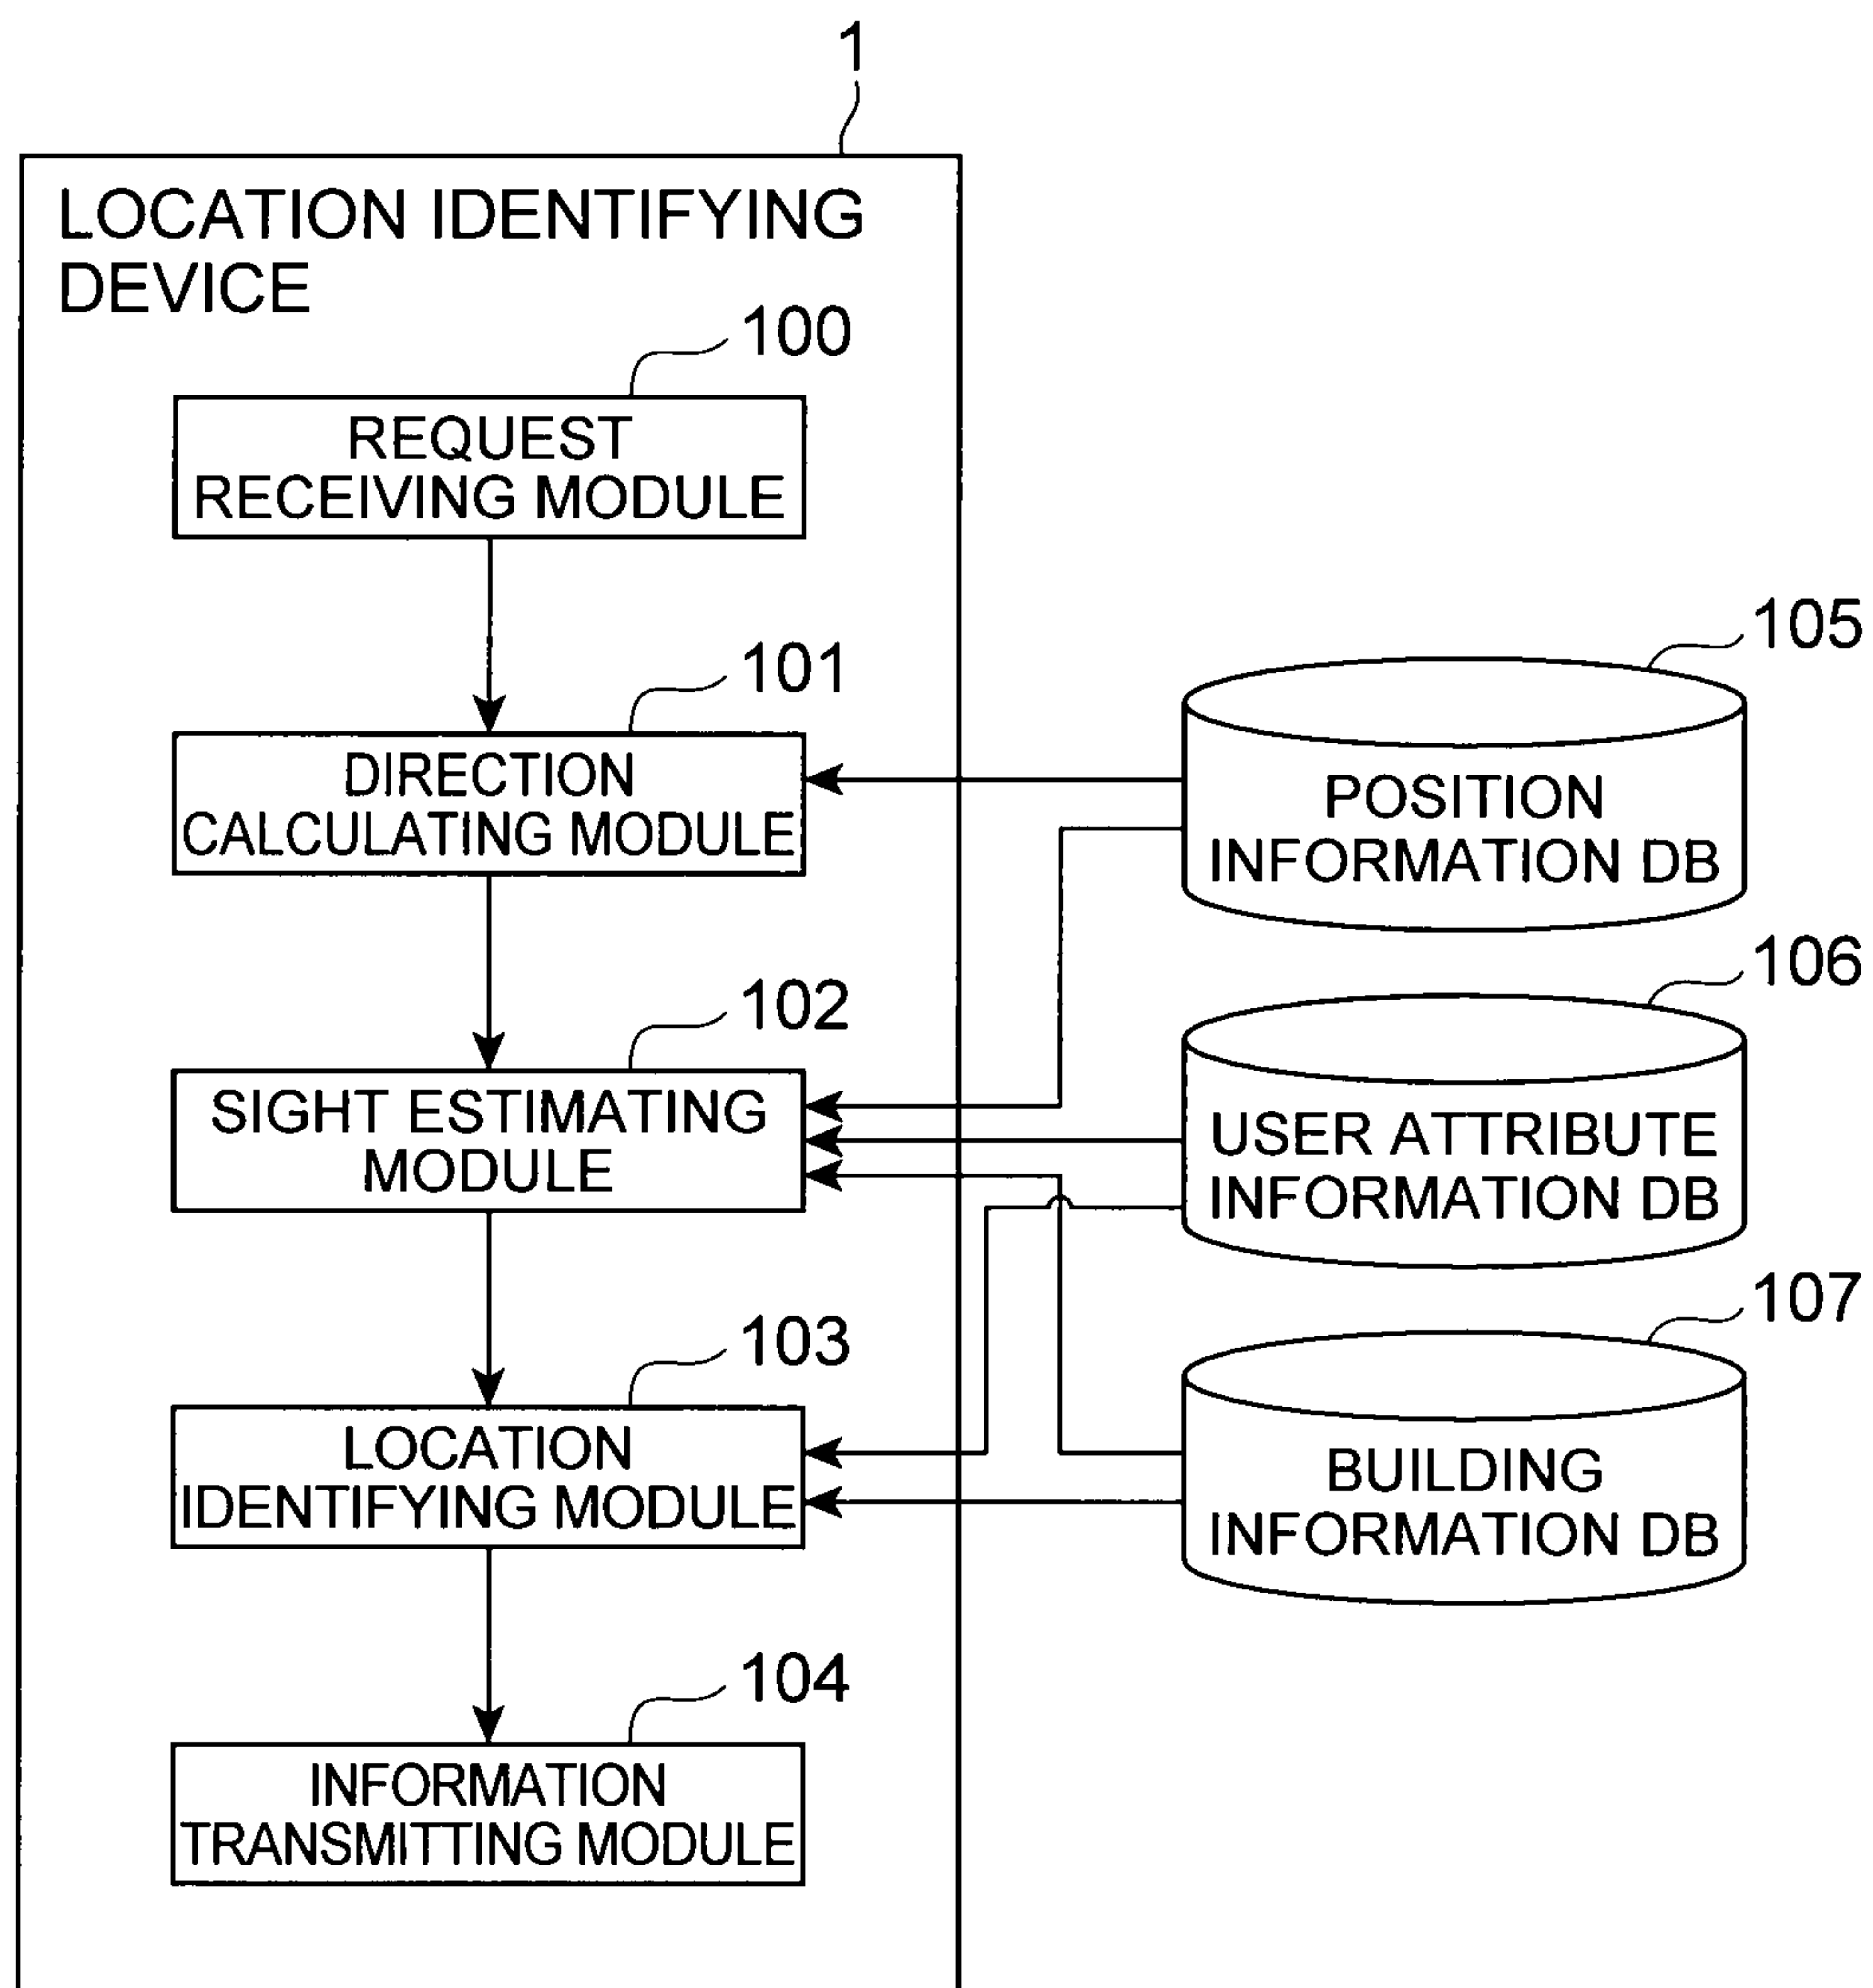 1
LOCATION IDENTIFYING
DEVICE
100
REQUEST
RECEIVING MODULE
101
DIRECTION
CALCULATING MODULE
105
POSITION
INFORMATION DB
102
SIGHT ESTIMATING
MODULE
106
USER ATTRIBUTE
INFORMATION DB
103
LOCATION
IDENTIFYING MODULE
107
BUILDING
INFORMATION DB
104
INFORMATION
TRANSMITTING MODULE